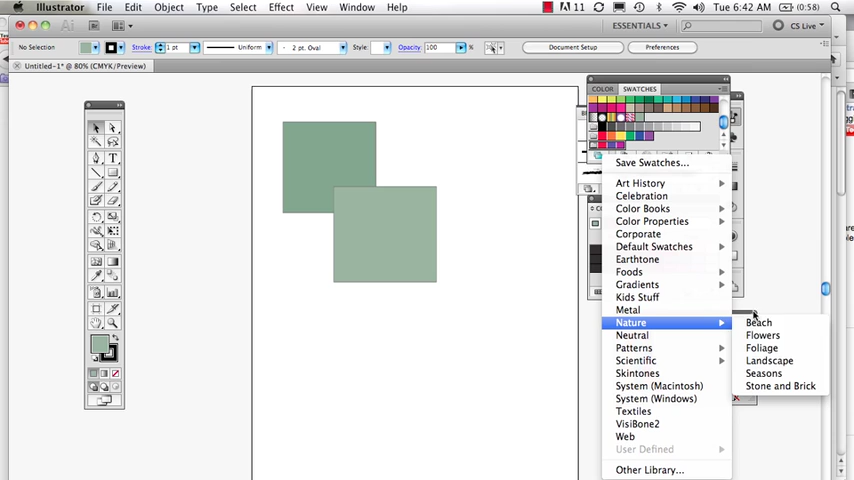 Illustrator File Edit Object Type Select Effect View Window Help 11 Tue 6:42 AM (0:58)
Ai ESSENTIALS CS Live
No Selection Stroke: 1 pt Uniform 2 pt. Oval Style: Opacity: 100 % Document Setup Preferences
Untitled-1* @ 80% (CMYK/Preview)
COLOR SWATCHES
Save Swatches...
Art History
Celebration
Color Books
Color Properties
Corporate
Default Swatches
Earthtone
Foods
Gradients
Kids Stuff
Metal
Nature
Neutral
Patterns
Scientific
Skintones
System (Macintosh)
System (Windows)
Textiles
VisiBone2
Web
User Defined
Other Library...
Beach
Flowers
Foliage
Landscape
Seasons
Stone and Brick